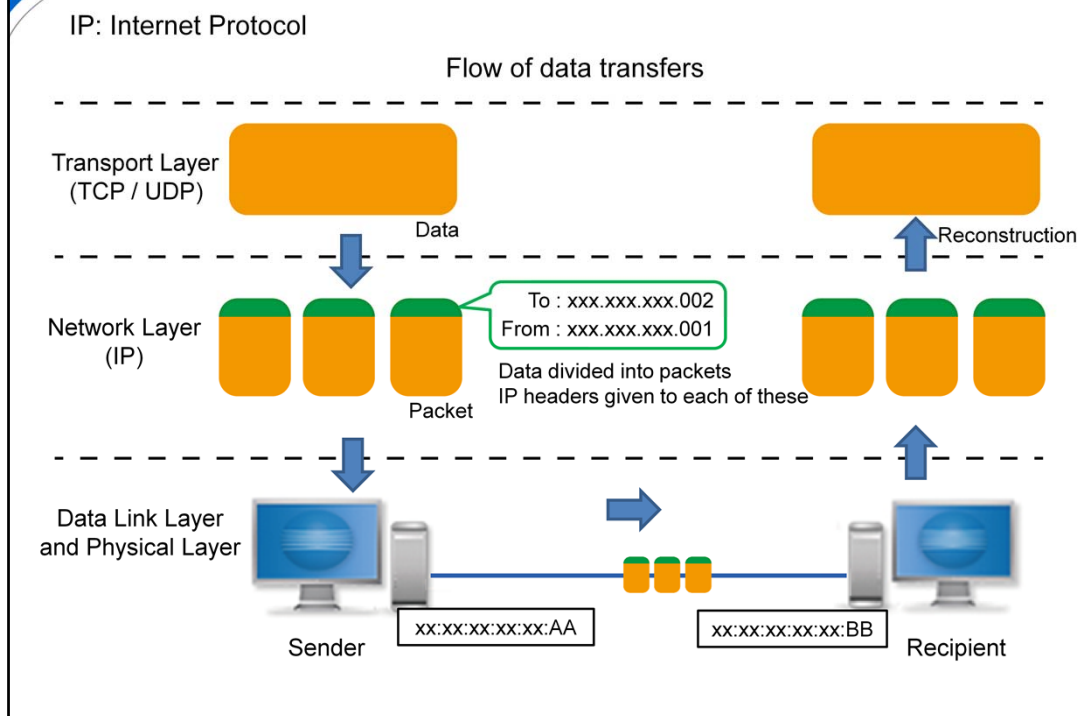 IP: Internet Protocol
Flow of data transfers
Transport Layer
(TCP / UDP)
Data
Reconstruction
Network Layer
(IP)
To : xxx.xxx.xxx.002
From : xxx.xxx.xxx.001
Data divided into packets
IP headers given to each of these
Packet
Data Link Layer
and Physical Layer
xx:xx:xx:xx:xx:AA
xx:xx:xx:xx:xx:BB
Sender
Recipient